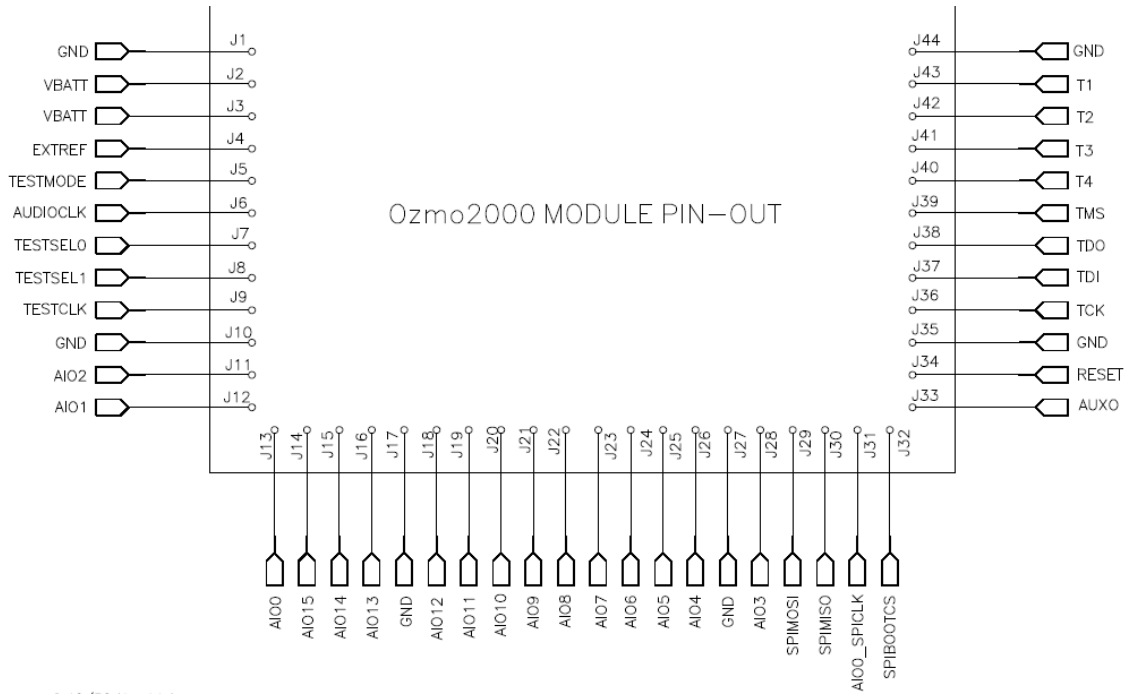 GND J1 J44 GND
VBATT J2 J43 T1
VBATT J3 J42 T2
EXTREF J4 J41 T3
TESTMODE J5 J40 T4
AUDIOCLK J6 Ozmo2000 MODULE PIN-OUT J39 TMS
TESTSEL0 J7 J38 TDO
TESTSEL1 J8 J37 TDI
TESTCLK J9 J36 TCK
GND J10 J35 GND
AIO2 J11 J34 RESET
AIO1 J12 J33 AUXO
J13 J14 J15 J16 J17 J18 J19 J20 J21 J22 J23 J24 J25 J26 J27 J28 J29 J30 J31 J32
AIO0 AIO15 AIO14 AIO13 GND AIO12 AIO11 AIO10 AIO9 AIO8 AIO7 AIO6 AIO5 AIO4 GND AIO3 SPIMOSI SPIMISO AIO0_SPICLK SPIBOOTCS